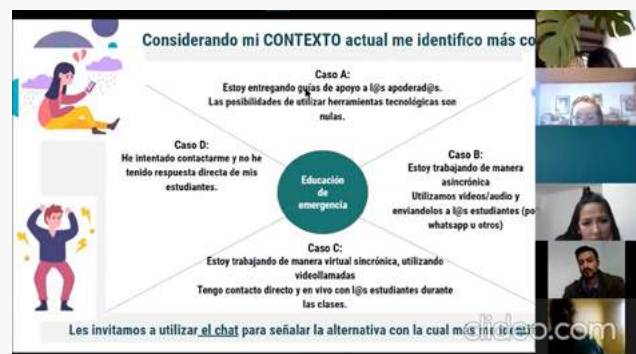 Considerando mi CONTEXTO actual me identifico más co
Caso A:
Estoy entregando guías de apoyo a l@s apoderad@s.
Las posibilidades de utilizar herramientas tecnológicas son
nulas.
Caso D:
He intentado contactarme y no he
tenido respuesta directa de mis
estudiantes.
Educación
de
emergencia
Caso B:
Estoy trabajando de manera
asincrónica
Utilizamos videos/audio y
enviandolos a l@s estudiantes (po
whatsapp u otros)
Caso C:
Estoy trabajando de manera virtual sincrónica, utilizando
videollamadas
Tengo contacto directo y en vivo con l@s estudiantes durante
las clases.
Les invitamos a utilizar el chat para señalar la alternativa con la cual más me
clideo.com